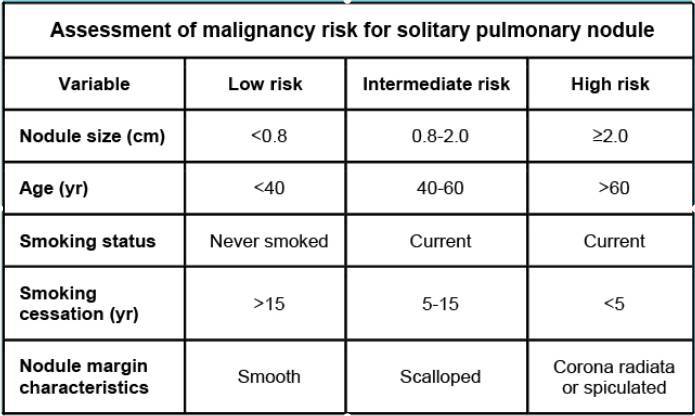 Assessment of malignancy risk for solitary pulmonary nodule
Variable Low risk Intermediate risk High risk
Nodule size (cm) <0.8 0.8-2.0 ≥2.0
Age (yr) <40 40-60 >60
Smoking status Never smoked Current Current
Smoking
cessation (yr) >15 5-15 <5
Nodule margin
characteristics Smooth Scalloped Corona radiata
or spiculated